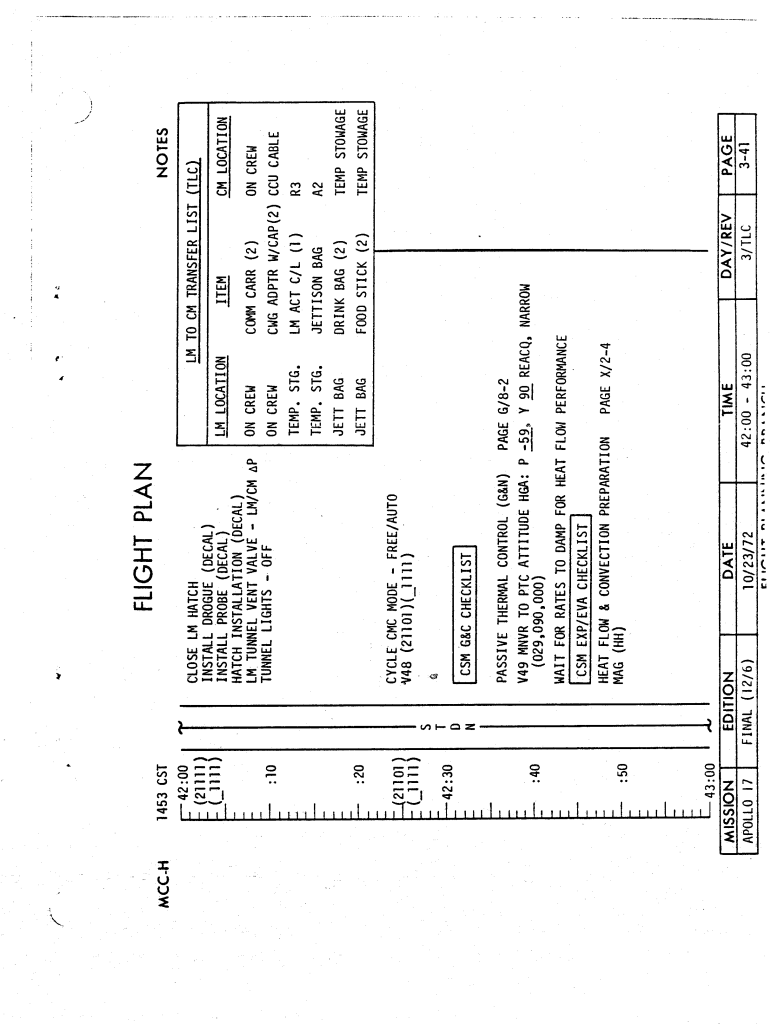 FLIGHT PLAN
MCC-H
1453 CST
NOTES
42:00
(21111)
(_1111)
:10
:20
(21101)
(_1111)
42:30
:40
:50
43:00
S
T
D
N
CLOSE LM HATCH
INSTALL DROGUE (DECAL)
INSTALL PROBE (DECAL)
HATCH INSTALLATION (DECAL)
LM TUNNEL VENT VALVE - LM/CM ΔP
TUNNEL LIGHTS - OFF
CYCLE CMC MODE - FREE/AUTO
V48 (21101)(_1111)
CSM G&C CHECKLIST
PASSIVE THERMAL CONTROL (G&N) PAGE G/8-2
V49 MNVR TO PTC ATTITUDE HGA: P -59, Y 90 REACQ, NARROW
(029,090,000)
WAIT FOR RATES TO DAMP FOR HEAT FLOW PERFORMANCE
CSM EXP/EVA CHECKLIST
HEAT FLOW & CONVECTION PREPARATION PAGE X/2-4
MAG (HH)
LM TO CM TRANSFER LIST (TLC)
LM LOCATION ITEM CM LOCATION
ON CREW COMM CARR (2) ON CREW
ON CREW CWG ADPTR W/CAP(2) CCU CABLE
TEMP. STG. LM ACT C/L (1) R3
TEMP. STG. JETTISON BAG A2
JETT BAG DRINK BAG (2) TEMP STOWAGE
JETT BAG FOOD STICK (2) TEMP STOWAGE
MISSION EDITION DATE TIME DAY/REV PAGE
APOLLO 17 FINAL (12/6) 10/23/72 42:00 - 43:00 3/TLC 3-41
FLIGHT PLANNING BRANCH